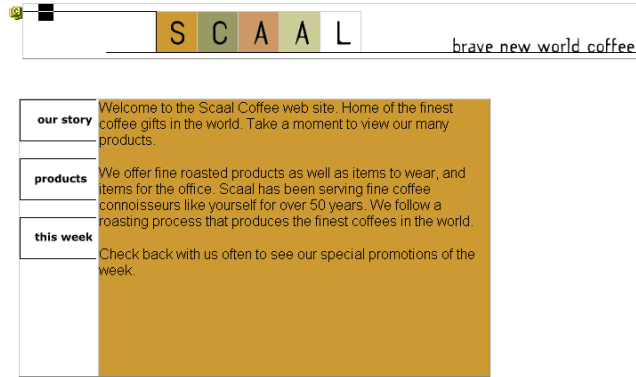 SCAAL
brave new world coffee
our story
products
this week
Welcome to the Scaal Coffee web site. Home of the finest
coffee gifts in the world. Take a moment to view our many
products.
We offer fine roasted products as well as items to wear, and
items for the office. Scaal has been serving fine coffee
connoisseurs like yourself for over 50 years. We follow a
roasting process that produces the finest coffees in the world.
Check back with us often to see our special promotions of the
week.